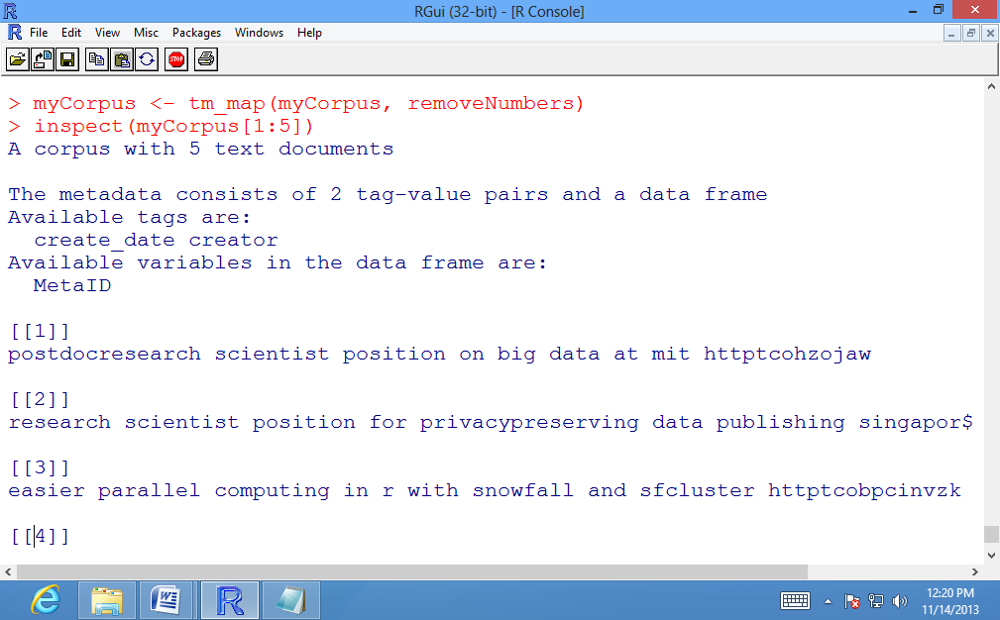 RGui (32-bit) - [R Console]
File Edit View Misc Packages Windows Help
STOP
> myCorpus <- tm_map(myCorpus, removeNumbers)
> inspect(myCorpus[1:5])
A corpus with 5 text documents
The metadata consists of 2 tag-value pairs and a data frame
Available tags are:
create_date creator
Available variables in the data frame are:
MetaID
[[1]]
postdocresearch scientist position on big data at mit httptcohzojaw
[[2]]
research scientist position for privacypreserving data publishing singapor$
[[3]]
easier parallel computing in r with snowfall and sfcluster httptcobpcinvzk
[[4]]
12:20 PM
11/14/2013